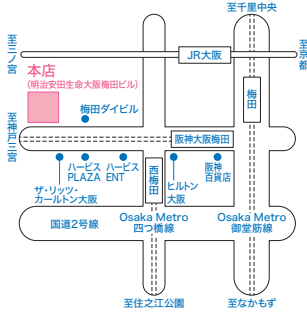 至千里中央
至三ノ宮
JR大阪
至京都
本店
(明治安田生命大阪梅田ビル)
梅田
梅田ダイビル
至神戸三宮
阪神大阪梅田
ハービス
PLAZA
ハービス
ENT
西梅田
ヒルトン
大阪
阪神
百貨店
ザ・リッツ・
カールトン大阪
国道2号線
Osaka Metro
四つ橋線
Osaka Metro
御堂筋線
至住之江公園
至なかもず